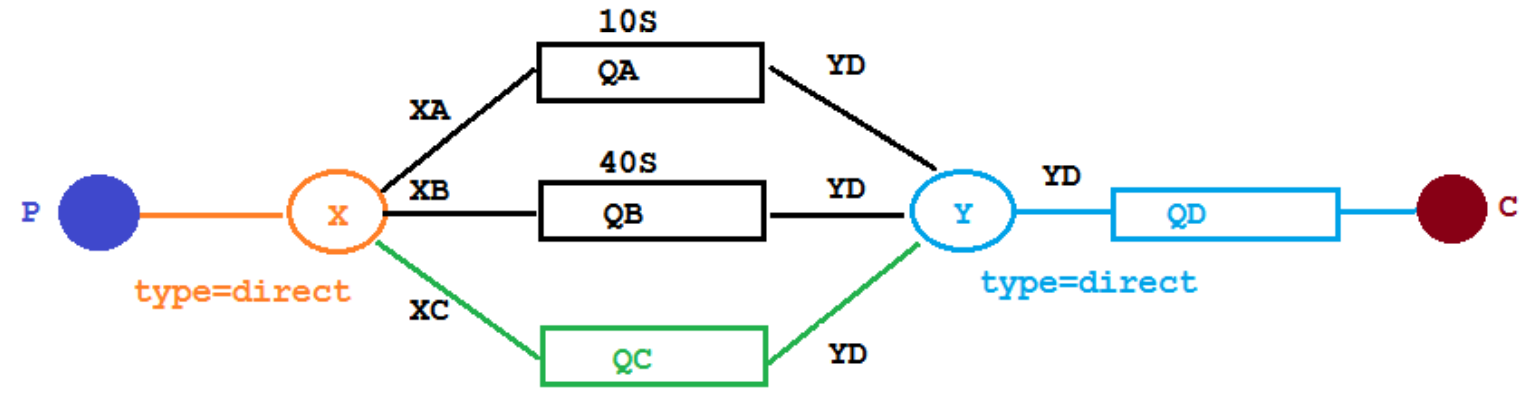 10S
QA
YD
XA
40S
XB
YD
YD
P
X
QB
Y
QD
C
type=direct
type=direct
XC
QC
YD